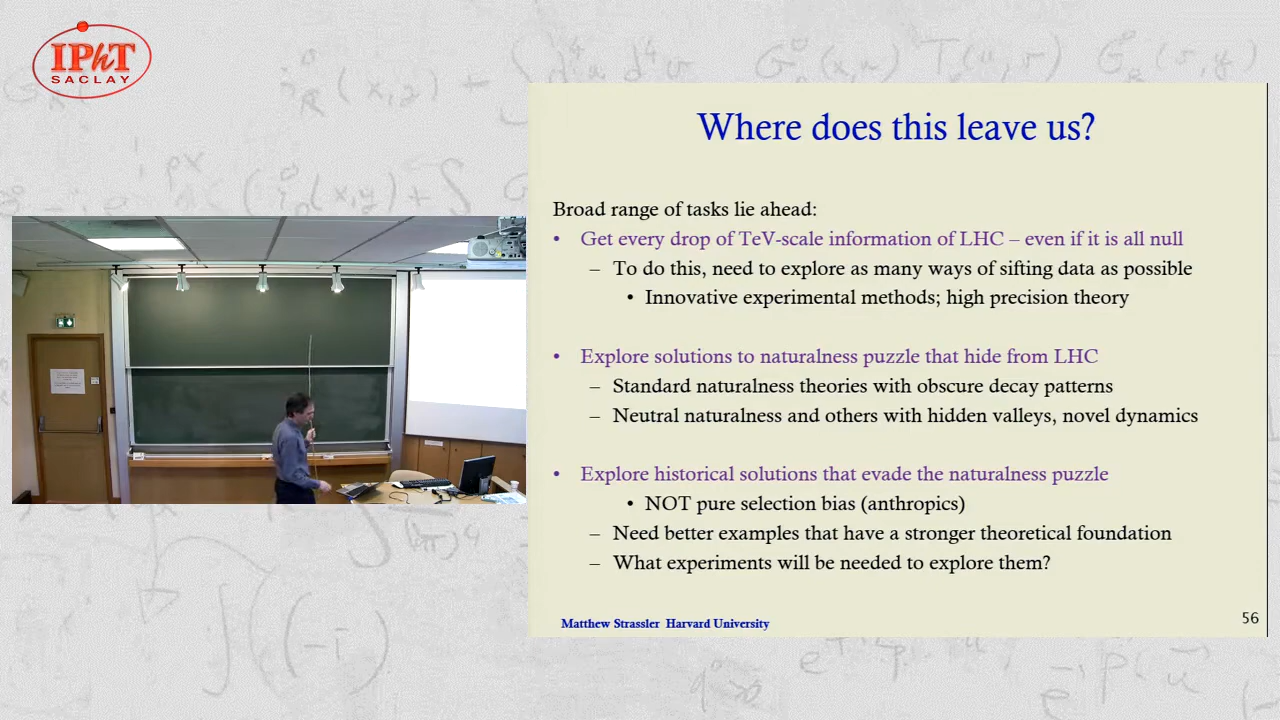 IPhT
SACLAY
Where does this leave us?
Broad range of tasks lie ahead:
• Get every drop of TeV-scale information of LHC – even if it is all null
– To do this, need to explore as many ways of sifting data as possible
• Innovative experimental methods; high precision theory
• Explore solutions to naturalness puzzle that hide from LHC
– Standard naturalness theories with obscure decay patterns
– Neutral naturalness and others with hidden valleys, novel dynamics
• Explore historical solutions that evade the naturalness puzzle
• NOT pure selection bias (anthropics)
– Need better examples that have a stronger theoretical foundation
– What experiments will be needed to explore them?
Matthew Strassler Harvard University
56